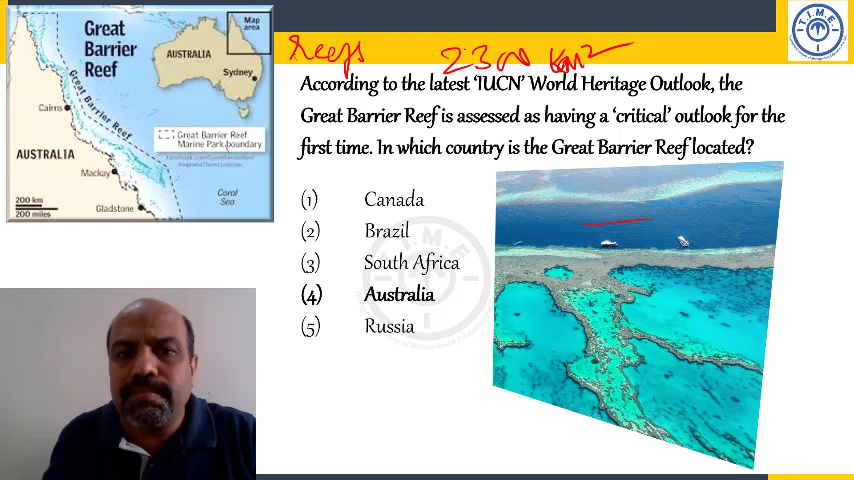 Great
Barrier
Reef
Map
area
AUSTRALIA
Sydney
Cairns
Great Barrier Reef
Great Barrier Reef
Marine Park boundary
AUSTRALIA
Mackay
Gladstone
Coral
Sea
200 km
200 miles
T.I.M.E.
Reefs 2300 km2
According to the latest 'IUCN' World Heritage Outlook, the
Great Barrier Reef is assessed as having a 'critical' outlook for the
first time. In which country is the Great Barrier Reef located?
(1) Canada
(2) Brazil
(3) South Africa
(4) Australia
(5) Russia